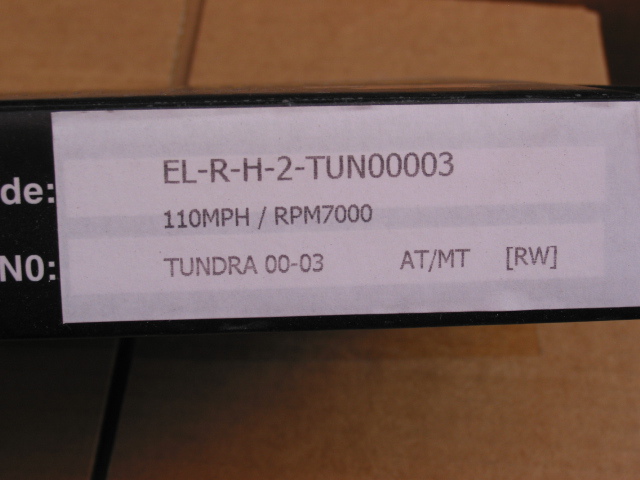 de: EL-R-H-2-TUN00003
110MPH / RPM7000
N0: TUNDRA 00-03 AT/MT [RW]